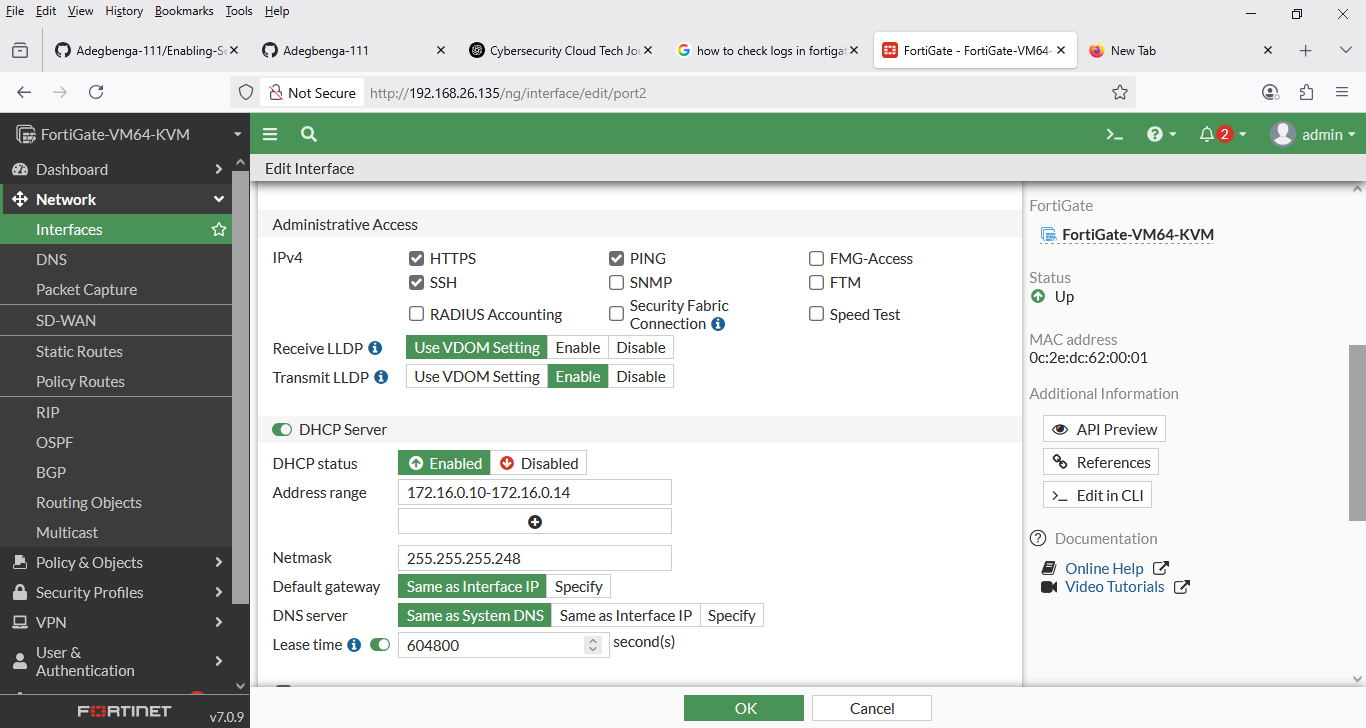 File Edit View History Bookmarks Tools Help
Adegbenga-111/Enabling-Se
Adegbenga-111
Cybersecurity Cloud Tech Jou
how to check logs in fortigat
FortiGate - FortiGate-VM64-
New Tab
Not Secure http://192.168.26.135/ng/interface/edit/port2
FortiGate-VM64-KVM
>_ ? 2 admin
Dashboard
Network
Interfaces
DNS
Packet Capture
SD-WAN
Static Routes
Policy Routes
RIP
OSPF
BGP
Routing Objects
Multicast
Policy & Objects
Security Profiles
VPN
User &
Authentication
FORTINET v7.0.9
Edit Interface
Administrative Access
IPv4 HTTPS PING FMG-Access
SSH SNMP FTM
RADIUS Accounting Security Fabric
Connection Speed Test
Receive LLDP Use VDOM Setting Enable Disable
Transmit LLDP Use VDOM Setting Enable Disable
DHCP Server
DHCP status Enabled Disabled
Address range 172.16.0.10-172.16.0.14
Netmask 255.255.255.248
Default gateway Same as Interface IP Specify
DNS server Same as System DNS Same as Interface IP Specify
Lease time 604800 second(s)
OK Cancel
FortiGate
FortiGate-VM64-KVM
Status
Up
MAC address
0c:2e:dc:62:00:01
Additional Information
API Preview
References
>_ Edit in CLI
Documentation
Online Help
Video Tutorials